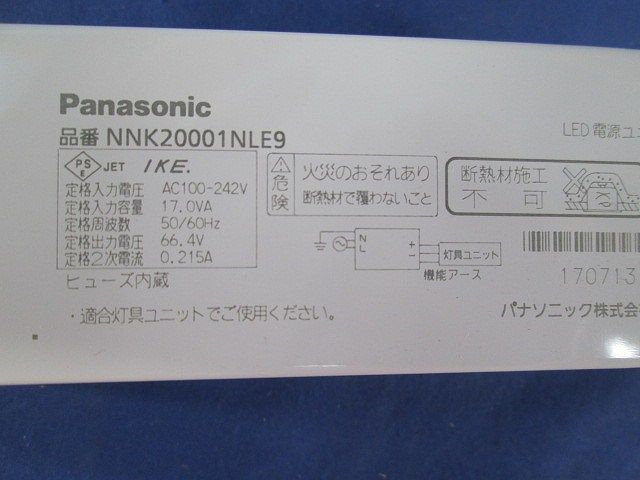 Panasonic
品番 NNK20001NLE9
LED 電源ユニ
PS
E
JET IKE.
定格入力電圧 AC100-242V
定格入力容量 17.0VA
定格周波数 50/60Hz
定格出力電圧 66.4V
定格2次電流 0.215A
ヒューズ内蔵
・適合灯具ユニットでご使用ください。
危険
火災のおそれあり
断熱材で覆わないこと
断熱材施工
不可
N
L
+
−
灯具ユニット
機能アース
170713
パナソニック株式会